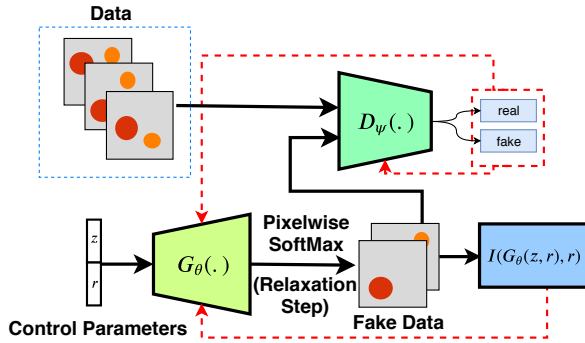 Data
D_ψ(.)
real
fake
z
r
G_θ(.)
Pixelwise
SoftMax
(Relaxation
Step)
I(G_θ(z, r), r)
Control Parameters
Fake Data